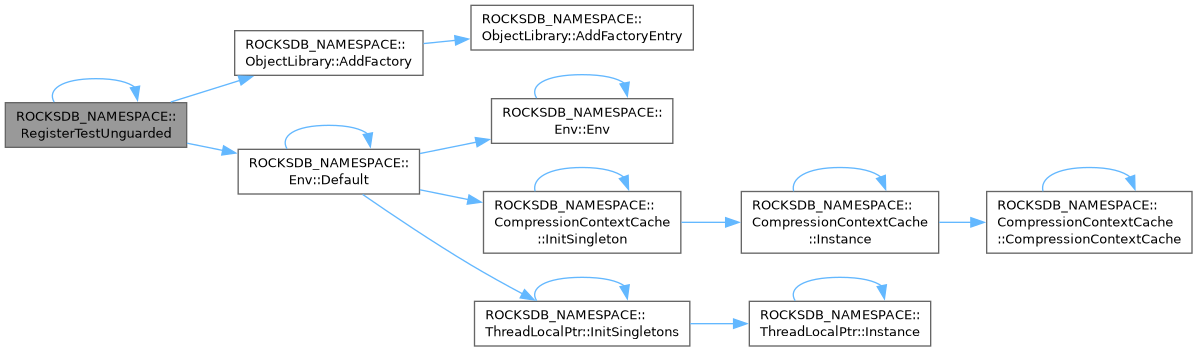 ROCKSDB_NAMESPACE::
RegisterTestUnguarded
ROCKSDB_NAMESPACE::
ObjectLibrary::AddFactory
ROCKSDB_NAMESPACE::
ObjectLibrary::AddFactoryEntry
ROCKSDB_NAMESPACE::
Env::Default
ROCKSDB_NAMESPACE::
Env::Env
ROCKSDB_NAMESPACE::
CompressionContextCache
::InitSingleton
ROCKSDB_NAMESPACE::
CompressionContextCache
::Instance
ROCKSDB_NAMESPACE::
CompressionContextCache
::CompressionContextCache
ROCKSDB_NAMESPACE::
ThreadLocalPtr::InitSingletons
ROCKSDB_NAMESPACE::
ThreadLocalPtr::Instance